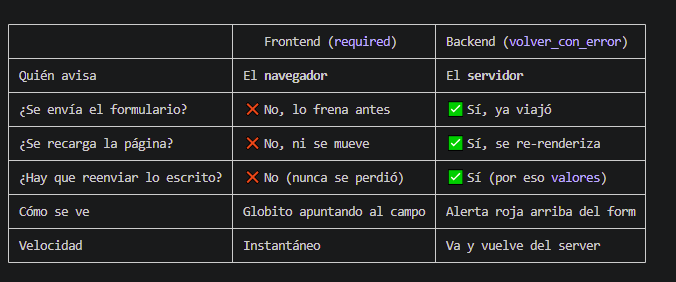 Frontend (required) Backend (volver_con_error)
Quién avisa El navegador El servidor
¿Se envía el formulario? ❌ No, lo frena antes ✅ Sí, ya viajó
¿Se recarga la página? ❌ No, ni se mueve ✅ Sí, se re-renderiza
¿Hay que reenviar lo escrito? ❌ No (nunca se perdió) ✅ Sí (por eso valores)
Cómo se ve Globito apuntando al campo Alerta roja arriba del form
Velocidad Instantáneo Va y vuelve del server